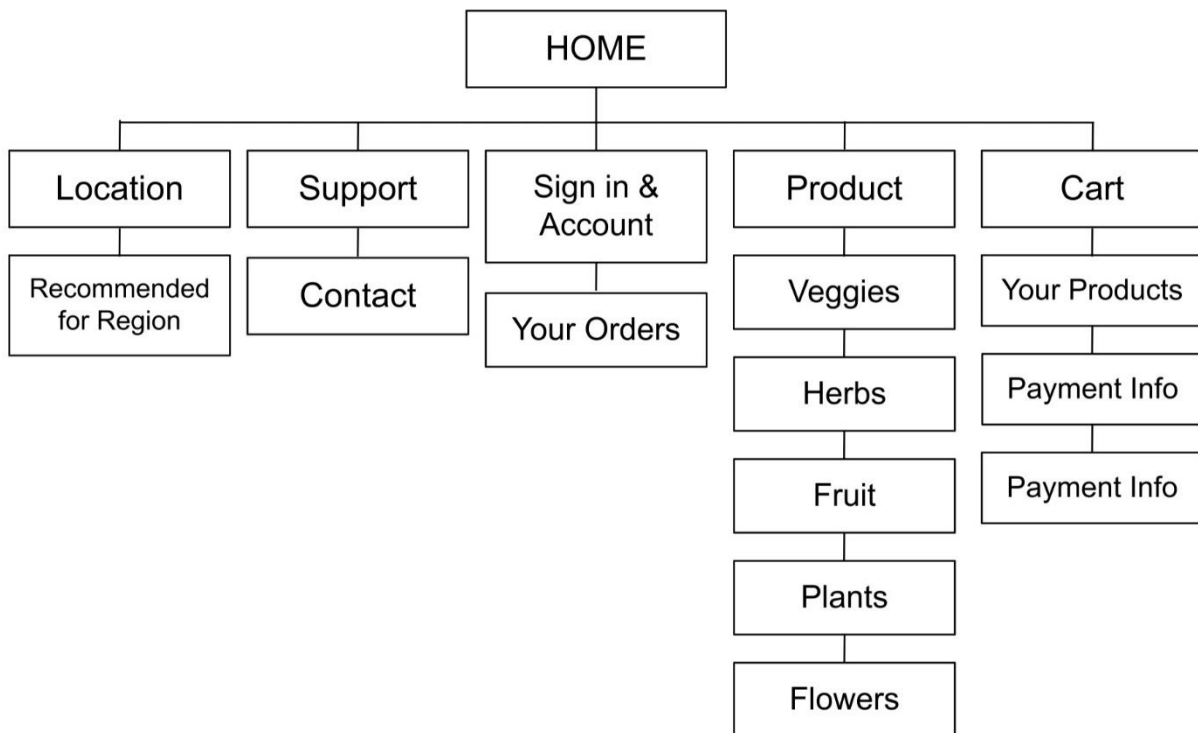 HOME
Location
Support
Sign in &
Account
Product
Cart
Recommended
for Region
Contact
Your Orders
Veggies
Herbs
Fruit
Plants
Flowers
Your Products
Payment Info
Payment Info